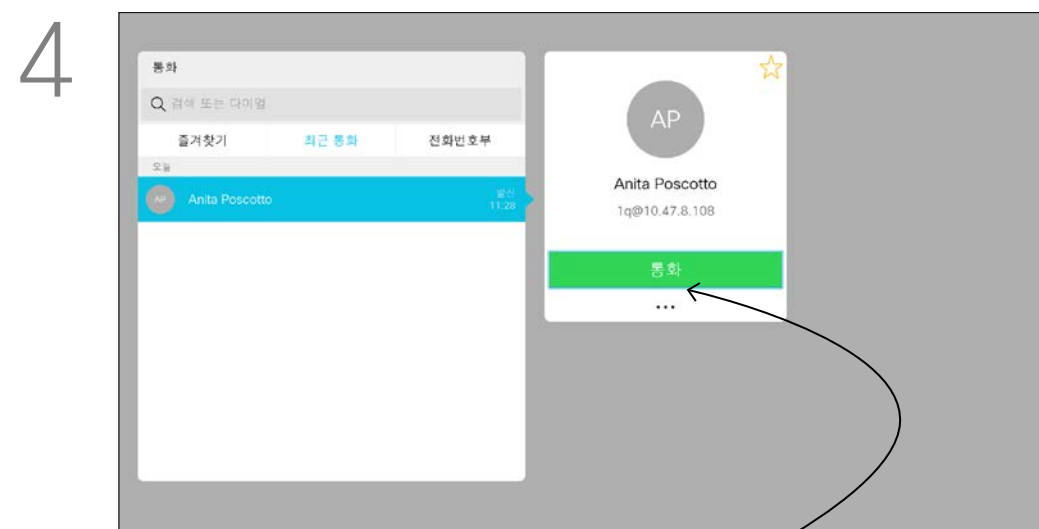 4
통화
검색 또는 다이얼
즐겨찾기 최근 통화 전화번호부
오늘
AP Anita Poscotto 발신
11:28
AP
Anita Poscotto
1q@10.47.8.108
통화
...